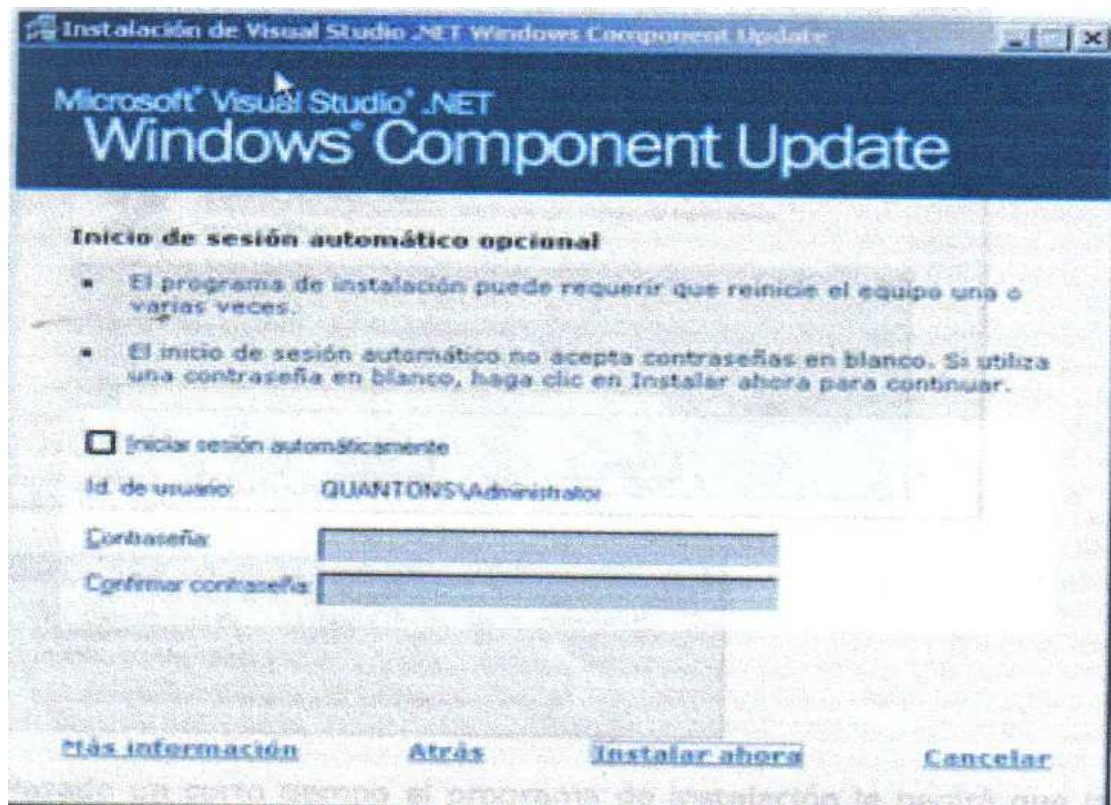 Instalación de Visual Studio .NET Windows Component Update
Microsoft® Visual Studio® .NET
Windows® Component Update
Inicio de sesión automático opcional
▪ El programa de instalación puede requerir que reinicie el equipo una o
varias veces.
▪ El inicio de sesión automático no acepta contraseñas en blanco. Si utiliza
una contraseña en blanco, haga clic en Instalar ahora para continuar.
Iniciar sesión automáticamente
Id. de usuario: QUANTONS\Administrator
Contraseña:
Confirmar contraseña:
Más información Atrás Instalar ahora Cancelar